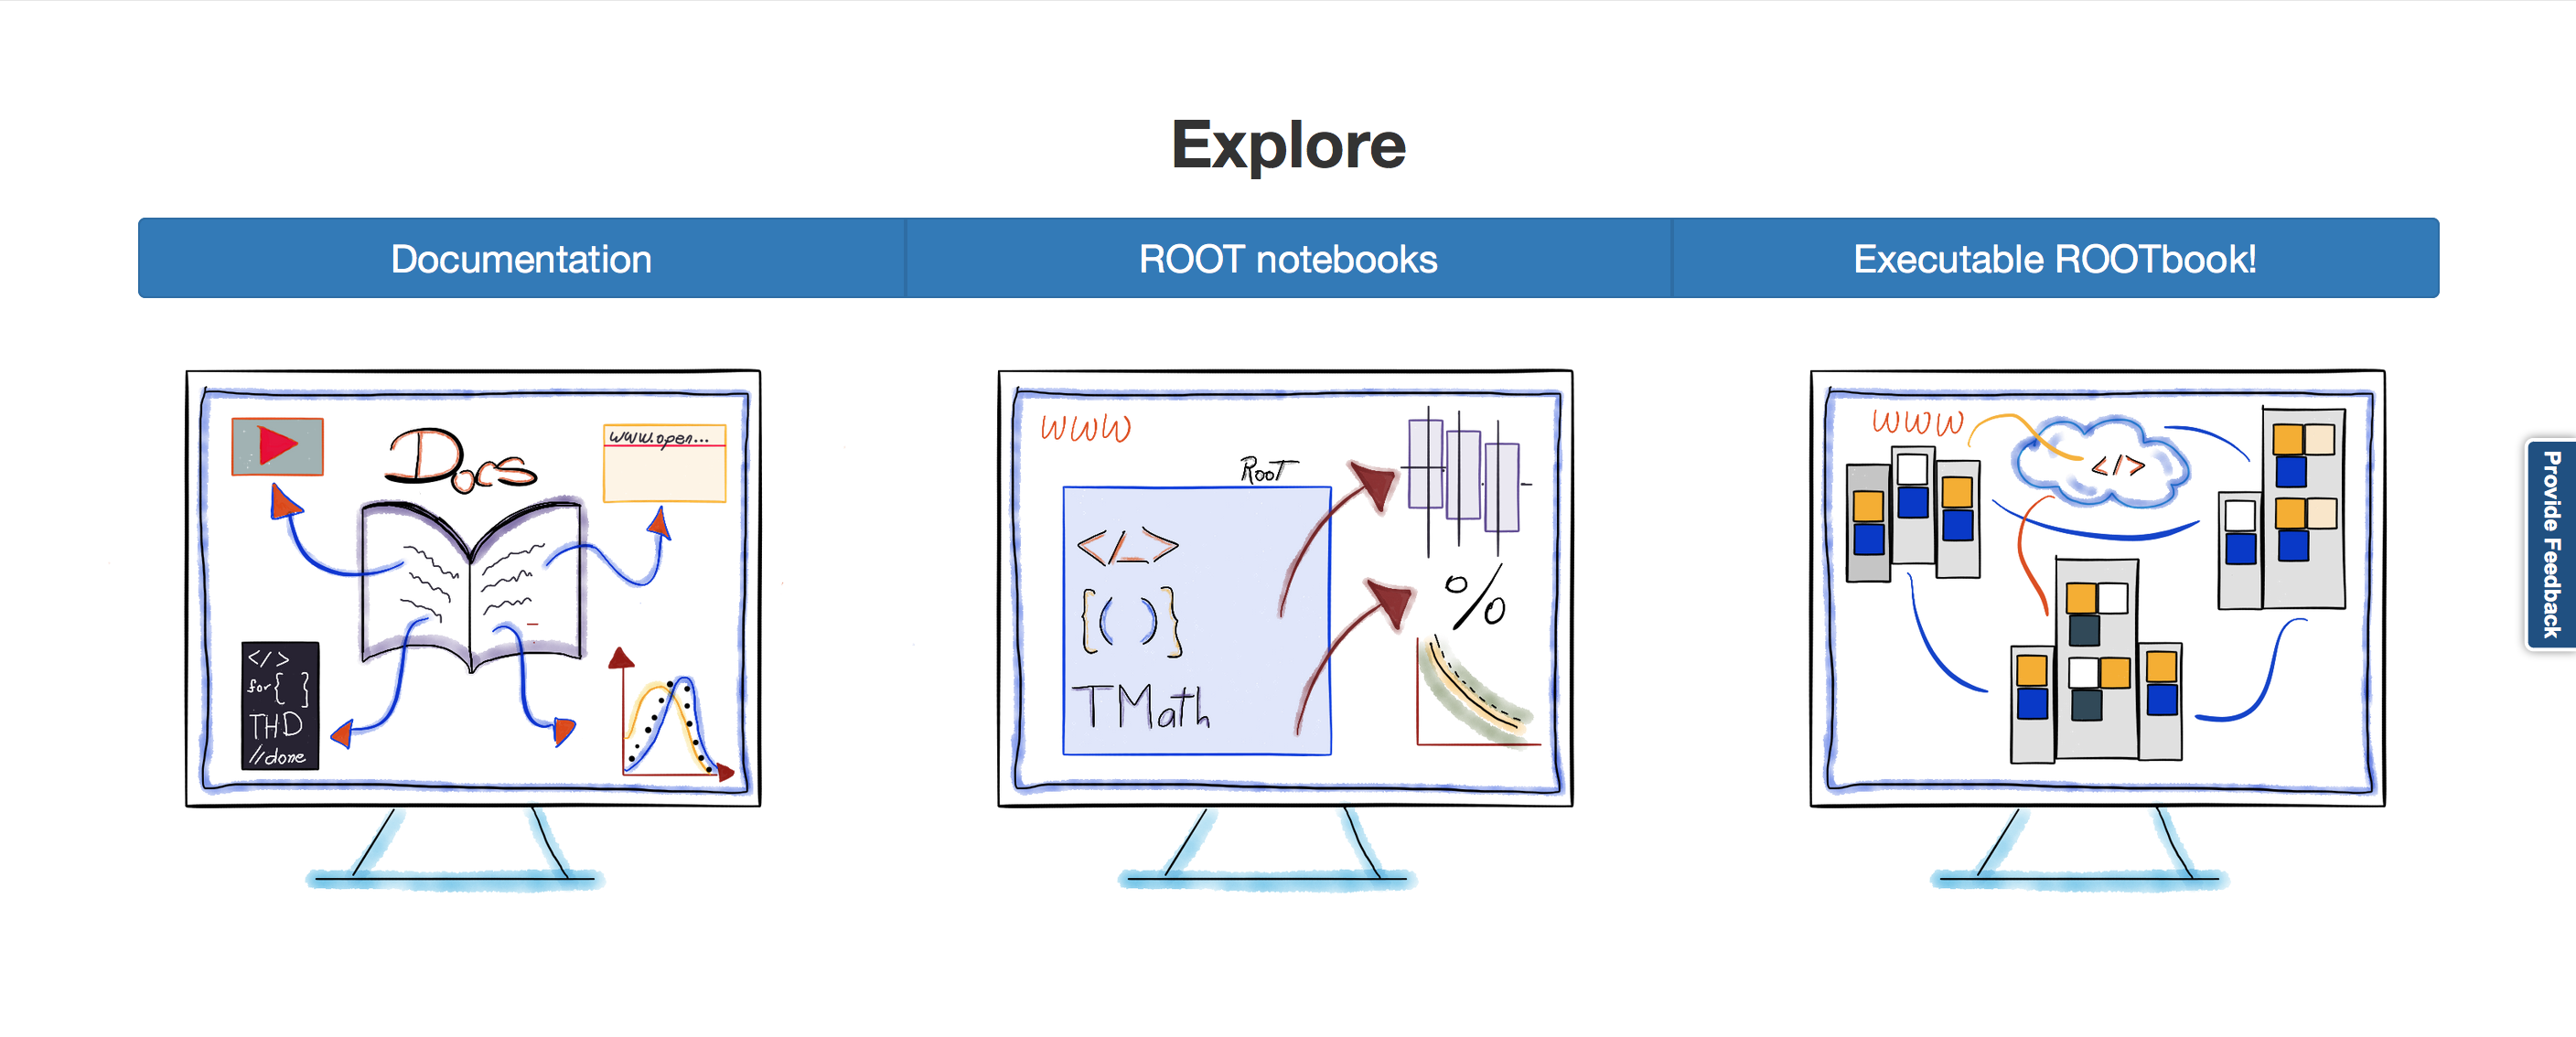 Explore
Documentation
ROOT notebooks
Executable ROOTbook!
Docs
www.open...
</>
for{ }
THD
//done
WWW
ROOT
</>
{( )}
TMath
%
WWW
</>
Provide Feedback